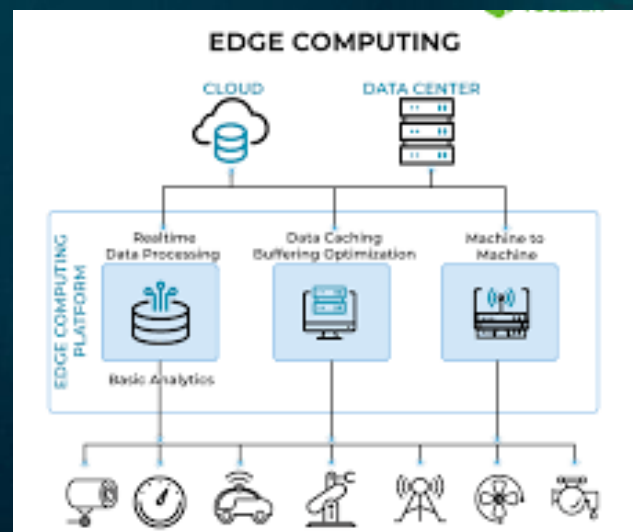 EDGE COMPUTING
CLOUD
DATA CENTER
EDGE COMPUTING
PLATFORM
Realtime
Data Processing
Data Caching
Buffering Optimization
Machine to
Machine
Basic Analytics